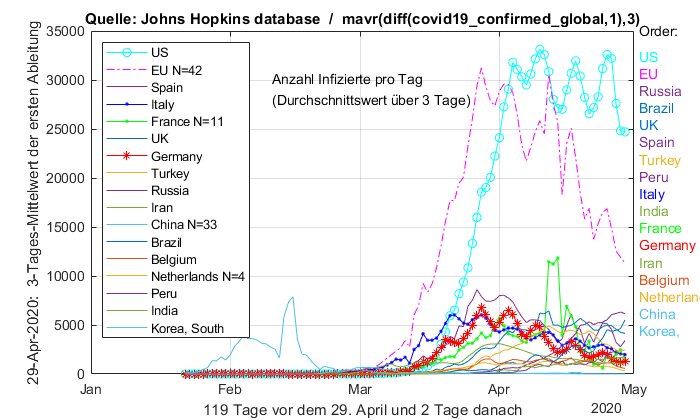 Quelle: Johns Hopkins database / mavr(diff(covid19_confirmed_global,1),3)
Order:
29-Apr-2020: 3-Tages-Mittelwert der ersten Ableitung
35000
30000
25000
20000
15000
10000
5000
0
US
EU N=42
Spain
Italy
France N=11
UK
Germany
Turkey
Russia
Iran
China N=33
Brazil
Belgium
Netherlands N=4
Peru
India
Korea, South
Anzahl Infizierte pro Tag
(Durchschnittswert über 3 Tage)
US
EU
Russia
Brazil
UK
Spain
Turkey
Peru
Italy
India
France
Germany
Iran
Belgium
Netherlan
China
Korea,
Jan
Feb
Mar
Apr
May
119 Tage vor dem 29. April und 2 Tage danach
2020